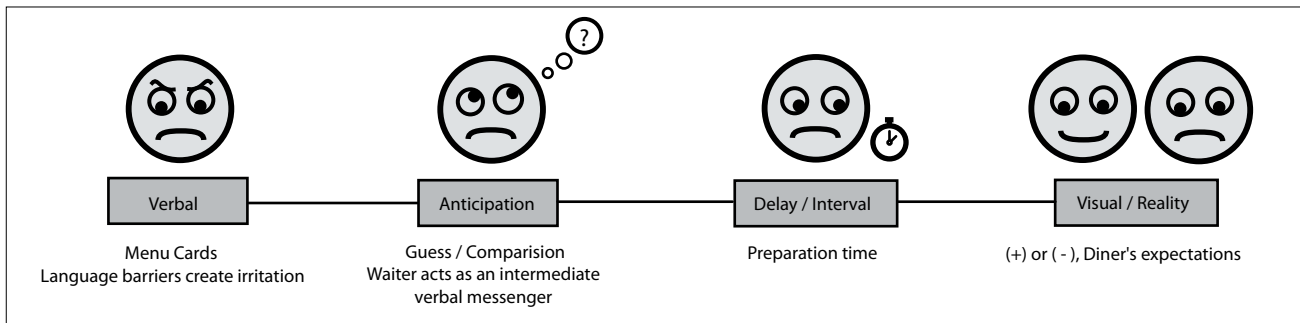 ?
Verbal
Anticipation
Delay / Interval
Visual / Reality
Menu Cards
Language barriers create irritation
Guess / Comparision
Waiter acts as an intermediate
verbal messenger
Preparation time
(+) or ( - ), Diner's expectations